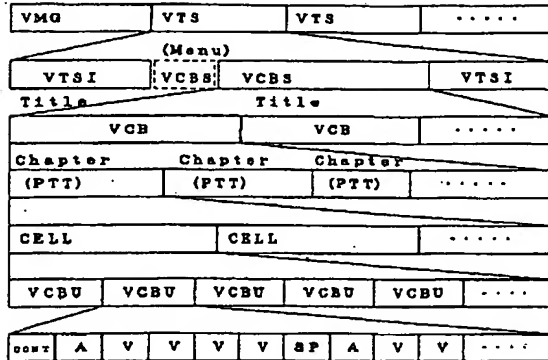 VMG VTS VTS .....
(Menu)
VTSI VCBS VCBS VTSI
Title Title
VCB VCB .....
Chapter Chapter Chapter
(PTT) (PTT) (PTT) .....
CELL CELL .....
VCBU VCBU VCBU VCBU VCBU ....
CONT A V V V V SP A V V ....